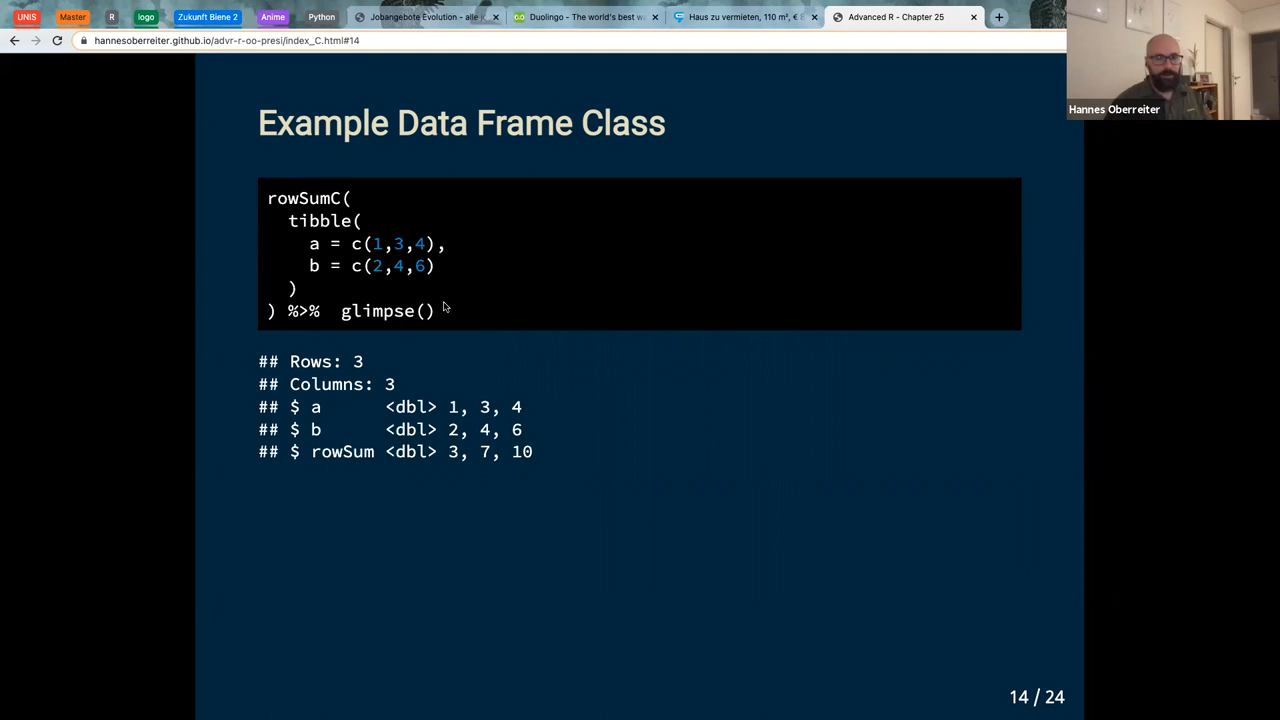 UNIS
Master
R
logo
Zukunft Biene 2
Anime
Python
Jobangebote Evolution - alle j
Duolingo - The world's best wa
Haus zu vermieten, 110 m², € 8
Advanced R - Chapter 25
hannesoberreiter.github.io/advr-r-oo-presi/index_C.html#14
Hannes Oberreiter
Example Data Frame Class
rowSumC(
tibble(
a = c(1,3,4),
b = c(2,4,6)
)
) %>% glimpse()
## Rows: 3
## Columns: 3
## $ a <dbl> 1, 3, 4
## $ b <dbl> 2, 4, 6
## $ rowSum <dbl> 3, 7, 10
14 / 24